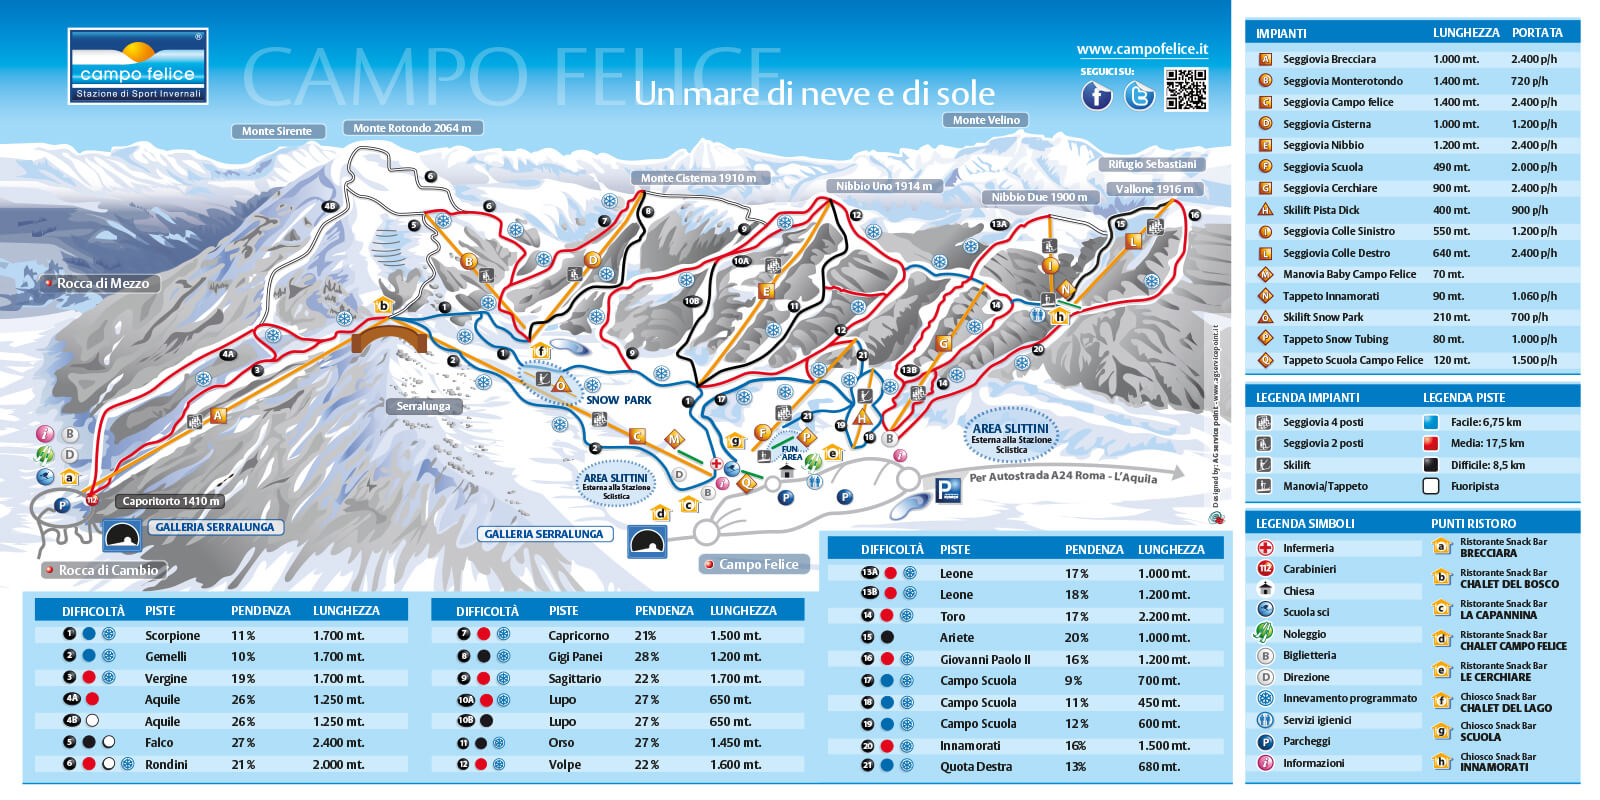 campo felice
®
Stazione di Sport Invernali
CAMPO FELICE
Un mare di neve e di sole
www.campofelice.it
SEGUICI SU:
Monte Sirente
Monte Rotondo 2064 m
Monte Velino
Monte Cisterna 1910 m
Nibbio Uno 1914 m
Nibbio Due 1900 m
Rifugio Sebastiani
Vallone 1916 m
Rocca di Mezzo
Serralunga
SNOW PARK
AREA SLITTINI
Esterna alla Stazione
Sciistica
AREA SLITTINI
Esterna alla Stazione
Sciistica
FUN
AREA
Per Autostrada A24 Roma - L'Aquila
Caporitorto 1410 m
GALLERIA SERRALUNGA
GALLERIA SERRALUNGA
Rocca di Cambio
Campo Felice
Designed by: AG service point - www.agservicepoint.it
IMPIANTI LUNGHEZZA PORTATA
A Seggiovia Brecciara 1.000 mt. 2.400 p/h
B Seggiovia Monterotondo 1.400 mt. 720 p/h
C Seggiovia Campo felice 1.400 mt. 2.400 p/h
D Seggiovia Cisterna 1.000 mt. 1.200 p/h
E Seggiovia Nibbio 1.200 mt. 2.400 p/h
F Seggiovia Scuola 490 mt. 2.000 p/h
G Seggiovia Cerchiare 900 mt. 2.400 p/h
H Skilift Pista Dick 400 mt. 900 p/h
I Seggiovia Colle Sinistro 550 mt. 1.200 p/h
L Seggiovia Colle Destro 640 mt. 2.400 p/h
M Manovia Baby Campo Felice 70 mt.
N Tappeto Innamorati 90 mt. 1.060 p/h
O Skilift Snow Park 210 mt. 700 p/h
P Tappeto Snow Tubing 80 mt. 1.000 p/h
Q Tappeto Scuola Campo Felice 120 mt. 1.500 p/h
LEGENDA IMPIANTI
Seggiovia 4 posti
Seggiovia 2 posti
Skilift
Manovia/Tappeto
LEGENDA PISTE
Facile: 6,75 km
Media: 17,5 km
Difficile: 8,5 km
Fuoripista
LEGENDA SIMBOLI
Infermeria
112 Carabinieri
Chiesa
Scuola sci
Noleggio
B Biglietteria
D Direzione
Innevamento programmato
Servizi igienici
P Parcheggi
i Informazioni
PUNTI RISTORO
a Ristorante Snack Bar
BRECCIARA
b Ristorante Snack Bar
CHALET DEL BOSCO
c Ristorante Snack Bar
LA CAPANNINA
d Ristorante Snack Bar
CHALET CAMPO FELICE
e Ristorante Snack Bar
LE CERCHIARE
f Chiosco Snack Bar
CHALET DEL LAGO
g Chiosco Snack Bar
SCUOLA
h Chiosco Snack Bar
INNAMORATI
DIFFICOLTÀ PISTE PENDENZA LUNGHEZZA
1 Scorpione 11% 1.700 mt.
2 Gemelli 10% 1.700 mt.
3 Vergine 19% 1.700 mt.
4A Aquile 26% 1.250 mt.
4B Aquile 26% 1.250 mt.
5 Falco 27% 2.400 mt.
6 Rondini 21% 2.000 mt.
DIFFICOLTÀ PISTE PENDENZA LUNGHEZZA
7 Capricorno 21% 1.500 mt.
8 Gigi Panei 28% 1.200 mt.
9 Sagittario 22% 1.700 mt.
10A Lupo 27% 650 mt.
10B Lupo 27% 650 mt.
11 Orso 27% 1.450 mt.
12 Volpe 22% 1.600 mt.
DIFFICOLTÀ PISTE PENDENZA LUNGHEZZA
13A Leone 17% 1.000 mt.
13B Leone 18% 1.200 mt.
14 Toro 17% 2.200 mt.
15 Ariete 20% 1.000 mt.
16 Giovanni Paolo II 16% 1.200 mt.
17 Campo Scuola 9% 700 mt.
18 Campo Scuola 11% 450 mt.
19 Campo Scuola 12% 600 mt.
20 Innamorati 16% 1.500 mt.
21 Quota Destra 13% 680 mt.